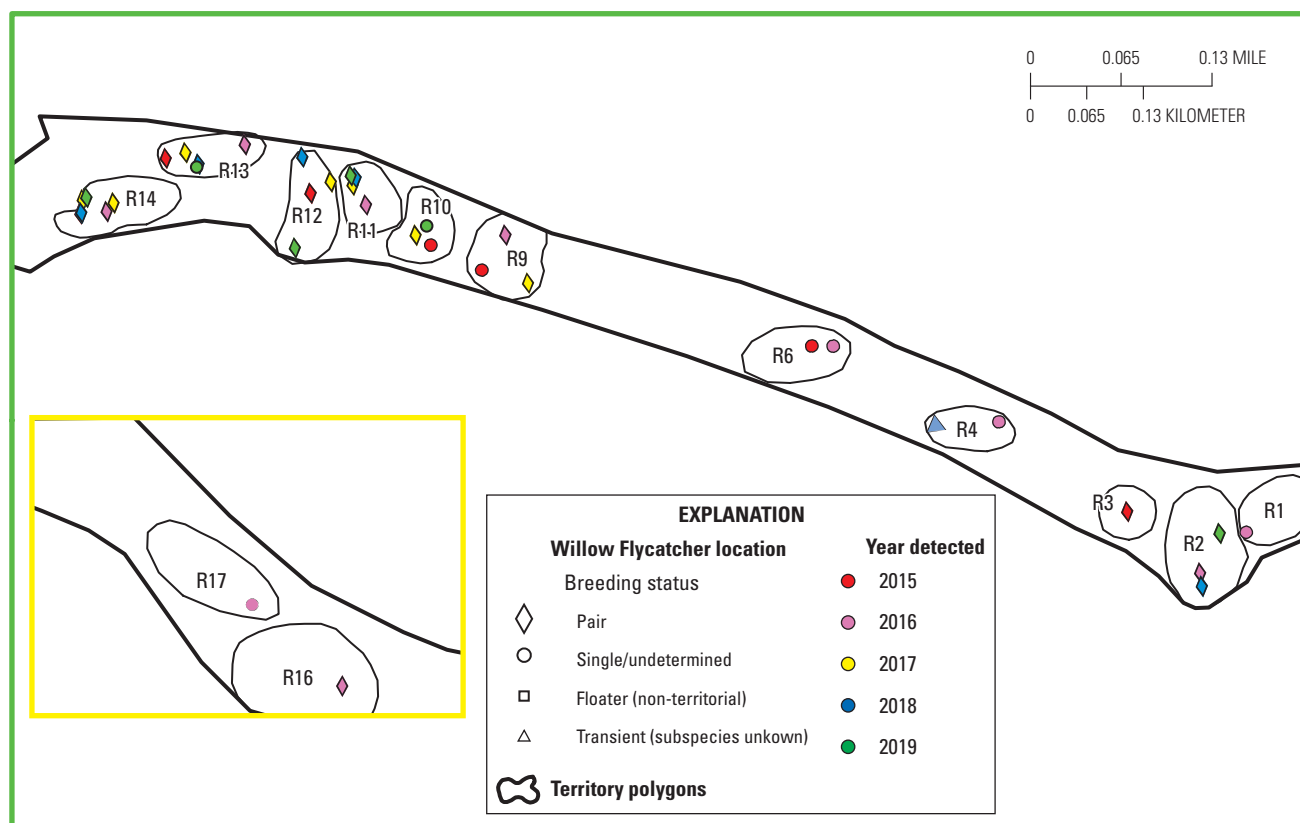 0 0.065 0.13 MILE
0 0.065 0.13 KILOMETER
R13
R14
R12
R11
R10
R9
R6
R4
R3
R2
R1
R17
R16
EXPLANATION
Willow Flycatcher location
Breeding status
Pair
Single/undetermined
Floater (non-territorial)
Transient (subspecies unkown)
Territory polygons
Year detected
2015
2016
2017
2018
2019